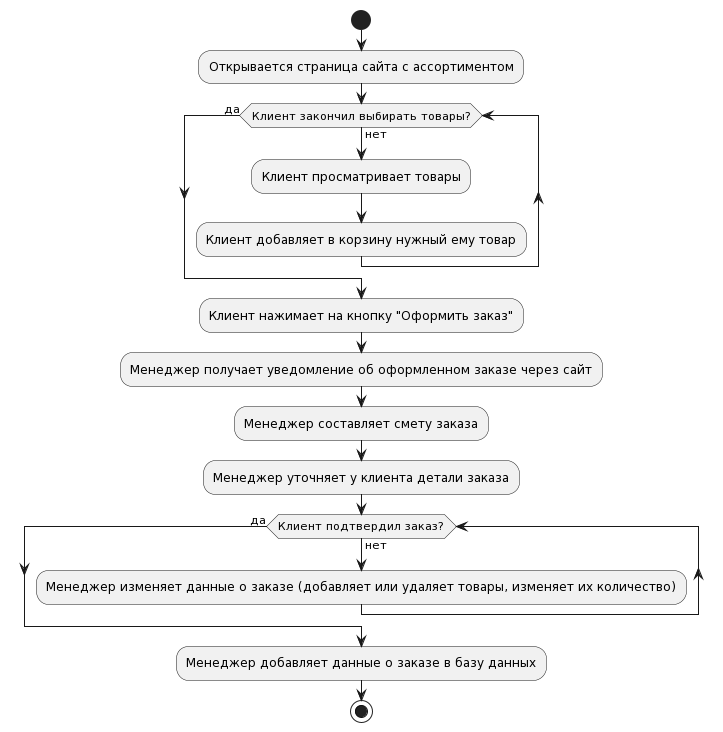 Открывается страница сайта с ассортиментом
да
Клиент закончил выбирать товары?
нет
Клиент просматривает товары
Клиент добавляет в корзину нужный ему товар
Клиент нажимает на кнопку "Оформить заказ"
Менеджер получает уведомление об оформленном заказе через сайт
Менеджер составляет смету заказа
Менеджер уточняет у клиента детали заказа
да
Клиент подтвердил заказ?
нет
Менеджер изменяет данные о заказе (добавляет или удаляет товары, изменяет их количество)
Менеджер добавляет данные о заказе в базу данных